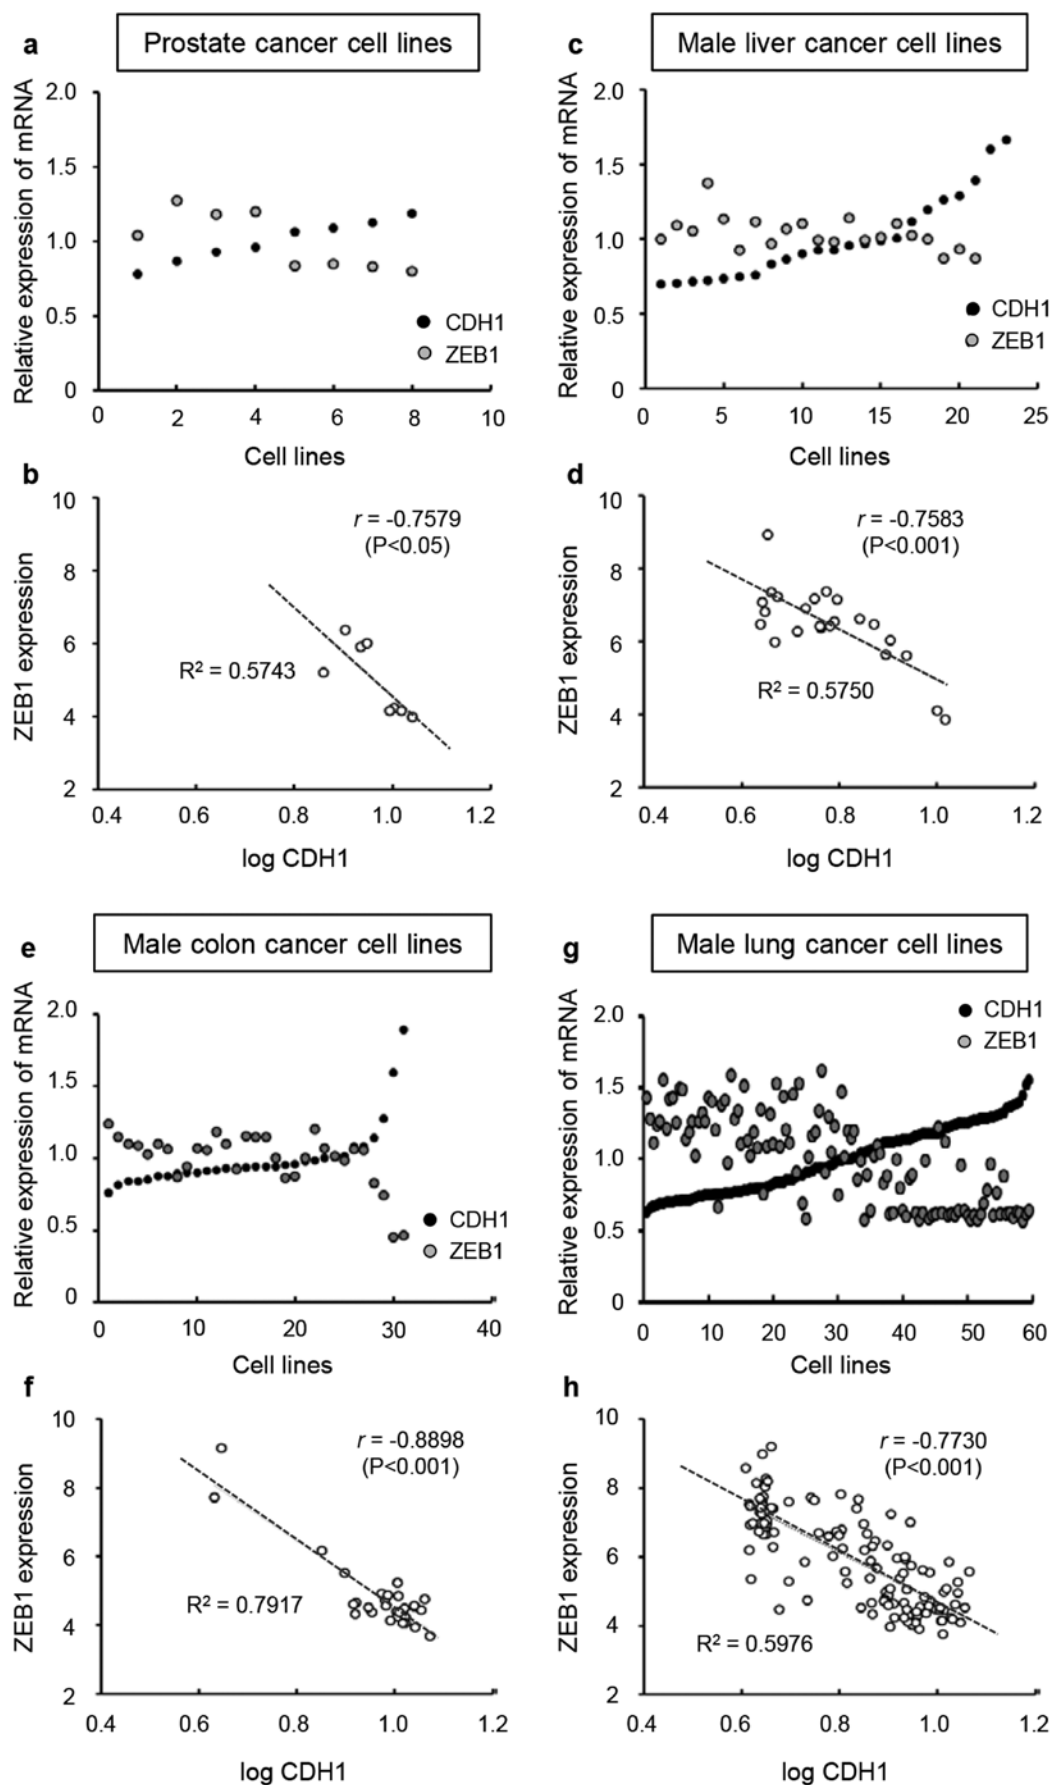 a
Prostate cancer cell lines
Relative expression of mRNA
2.0
1.5
1.0
0.5
0
CDH1
ZEB1
0 2 4 6 8 10
Cell lines
c
Male liver cancer cell lines
2.0
1.5
1.0
0.5
0
Relative expression of mRNA
CDH1
ZEB1
0 5 10 15 20 25
Cell lines
b
ZEB1 expression
10
8
6
4
2
r = -0.7579
(P<0.05)
R² = 0.5743
0.4 0.6 0.8 1.0 1.2
log CDH1
d
ZEB1 expression
10
8
6
4
2
r = -0.7583
(P<0.001)
R² = 0.5750
0.4 0.6 0.8 1.0 1.2
log CDH1
e
Male colon cancer cell lines
Relative expression of mRNA
2.0
1.5
1.0
0.5
0
CDH1
ZEB1
0 10 20 30 40
Cell lines
g
Male lung cancer cell lines
Relative expression of mRNA
2.0
1.5
1.0
0.5
0
CDH1
ZEB1
0 10 20 30 40 50 60
Cell lines
f
ZEB1 expression
10
8
6
4
2
r = -0.8898
(P<0.001)
R² = 0.7917
0.4 0.6 0.8 1.0 1.2
log CDH1
h
ZEB1 expression
10
8
6
4
2
r = -0.7730
(P<0.001)
R² = 0.5976
0.4 0.6 0.8 1.0 1.2
log CDH1